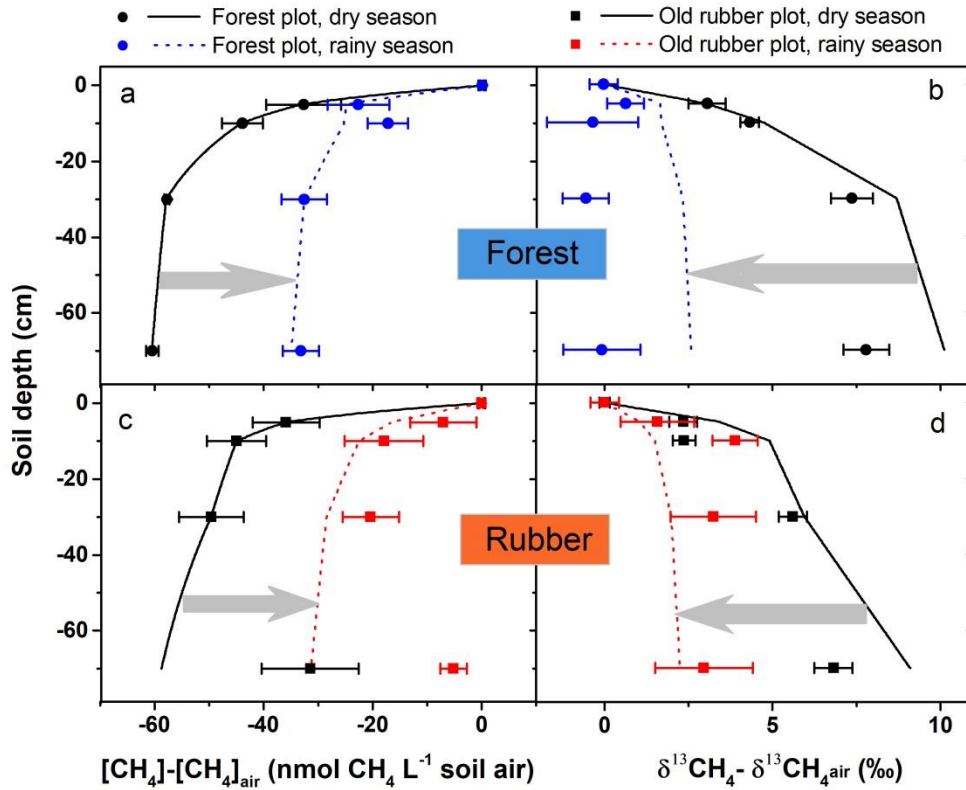 Forest plot, dry season
Forest plot, rainy season
Old rubber plot, dry season
Old rubber plot, rainy season
a
b
0
-20
-40
-60
Forest
Soil depth (cm)
c
d
0
-20
-40
-60
Rubber
-60 -40 -20 0
0 5 10
[CH₄]-[CH₄]air (nmol CH₄ L⁻¹ soil air)
δ¹³CH₄- δ¹³CH₄air (‰)